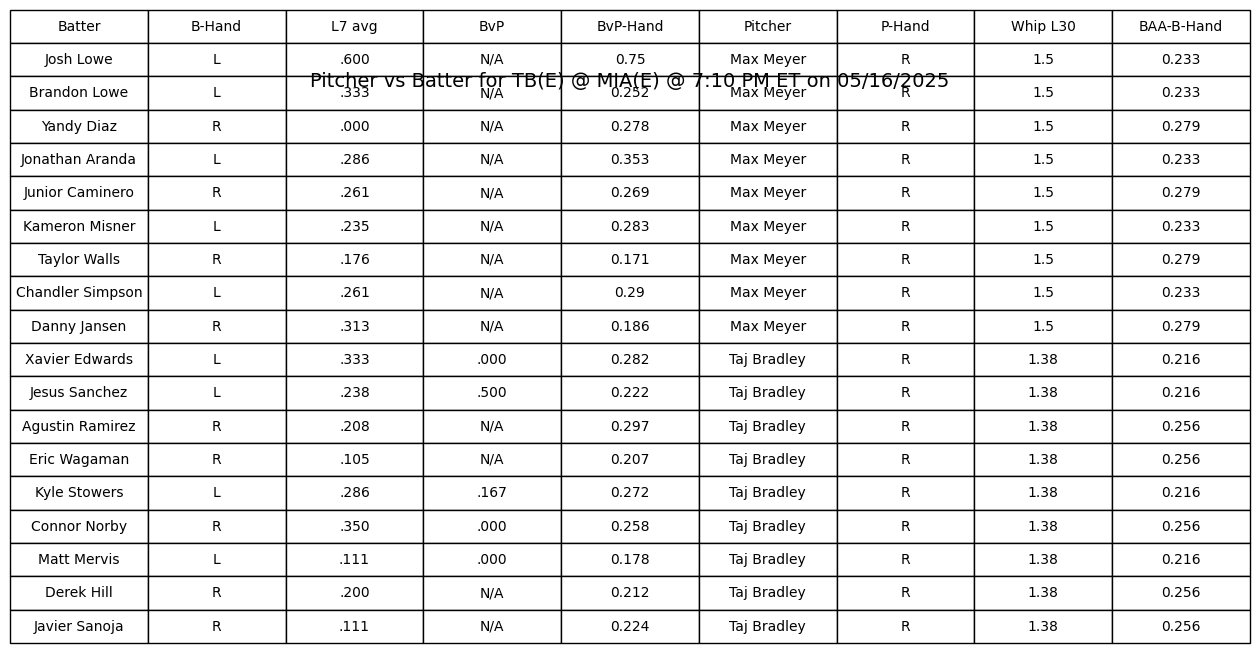 Batter B-Hand L7 avg BvP BvP-Hand Pitcher P-Hand Whip L30 BAA-B-Hand
Josh Lowe L .600 N/A 0.75 Max Meyer R 1.5 0.233
Pitcher vs Batter for TB(E) @ MIA(E) @ 7:10 PM ET on 05/16/2025
Brandon Lowe L .333 N/A 0.252 Max Meyer R 1.5 0.233
Yandy Diaz R .000 N/A 0.278 Max Meyer R 1.5 0.279
Jonathan Aranda L .286 N/A 0.353 Max Meyer R 1.5 0.233
Junior Caminero R .261 N/A 0.269 Max Meyer R 1.5 0.279
Kameron Misner L .235 N/A 0.283 Max Meyer R 1.5 0.233
Taylor Walls R .176 N/A 0.171 Max Meyer R 1.5 0.279
Chandler Simpson L .261 N/A 0.29 Max Meyer R 1.5 0.233
Danny Jansen R .313 N/A 0.186 Max Meyer R 1.5 0.279
Xavier Edwards L .333 .000 0.282 Taj Bradley R 1.38 0.216
Jesus Sanchez L .238 .500 0.222 Taj Bradley R 1.38 0.216
Agustin Ramirez R .208 N/A 0.297 Taj Bradley R 1.38 0.256
Eric Wagaman R .105 N/A 0.207 Taj Bradley R 1.38 0.256
Kyle Stowers L .286 .167 0.272 Taj Bradley R 1.38 0.216
Connor Norby R .350 .000 0.258 Taj Bradley R 1.38 0.256
Matt Mervis L .111 .000 0.178 Taj Bradley R 1.38 0.216
Derek Hill R .200 N/A 0.212 Taj Bradley R 1.38 0.256
Javier Sanoja R .111 N/A 0.224 Taj Bradley R 1.38 0.256